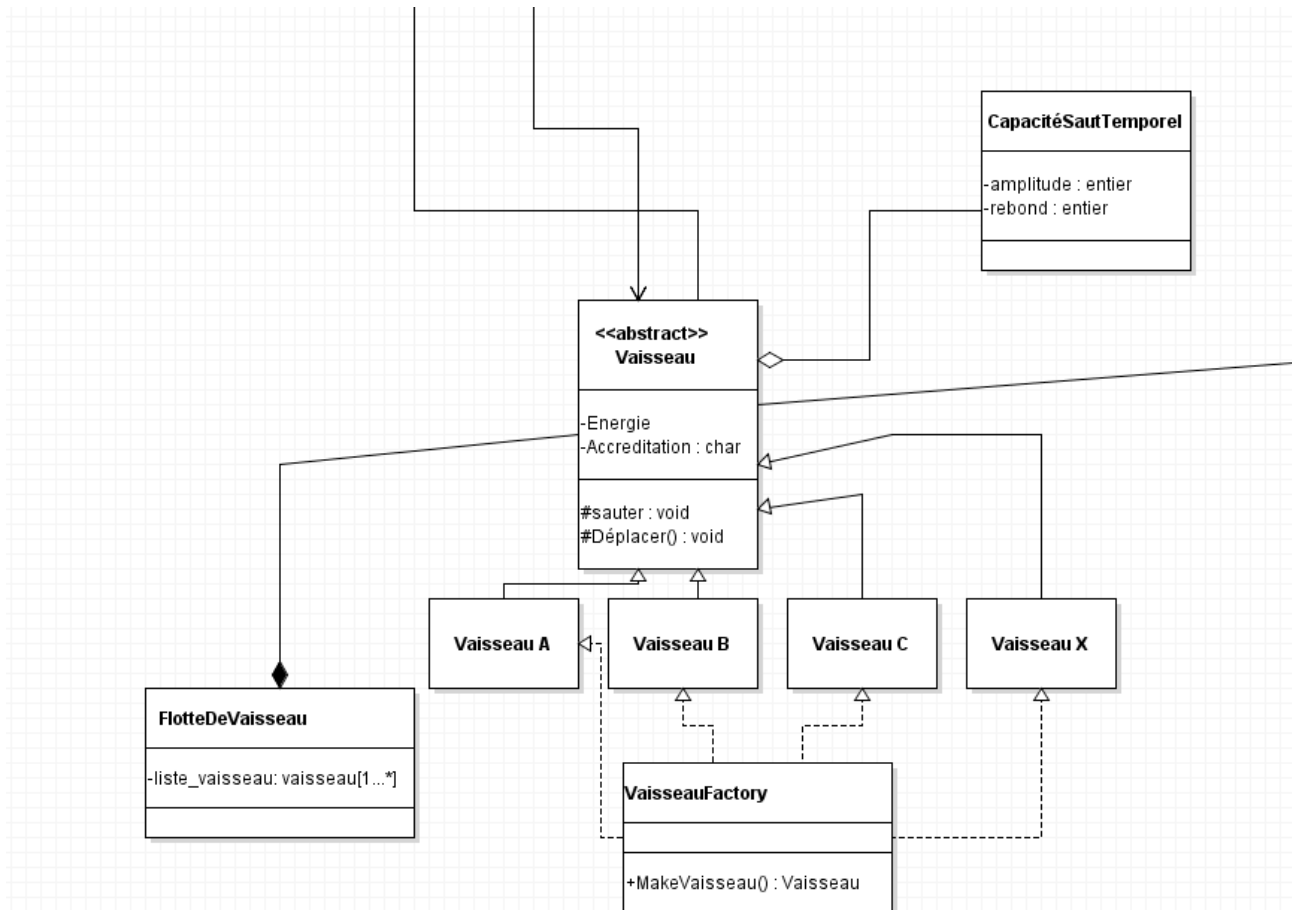 CapacitéSautTemporel
-amplitude : entier
-rebond : entier
<<abstract>>
Vaisseau
-Energie
-Accreditation : char
#sauter : void
#Déplacer() : void
Vaisseau A
Vaisseau B
Vaisseau C
Vaisseau X
FlotteDeVaisseau
-liste_vaisseau: vaisseau[1...*]
VaisseauFactory
+MakeVaisseau() : Vaisseau